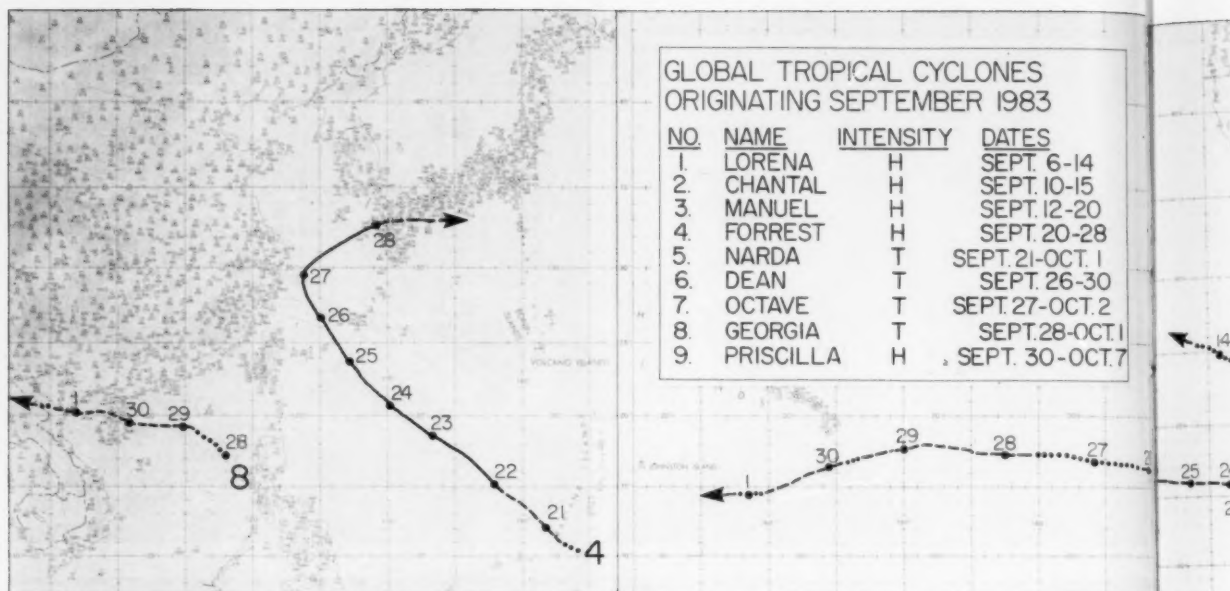 GLOBAL TROPICAL CYCLONES
ORIGINATING SEPTEMBER 1983
NO. NAME INTENSITY DATES
1. LORENA H SEPT. 6-14
2. CHANTAL H SEPT. 10-15
3. MANUEL H SEPT. 12-20
4. FORREST H SEPT. 20-28
5. NARDA T SEPT. 21-OCT. 1
6. DEAN T SEPT. 26-30
7. OCTAVE T SEPT. 27-OCT. 2
8. GEORGIA T SEPT. 28-OCT. 1
9. PRISCILLA H SEPT. 30-OCT. 7
28
27
26
25
24
23
22
21
4
1
30
29
28
8
VOLCANO ISLANDS
JOHNSTON ISLAND
1
30
29
28
27
25
14